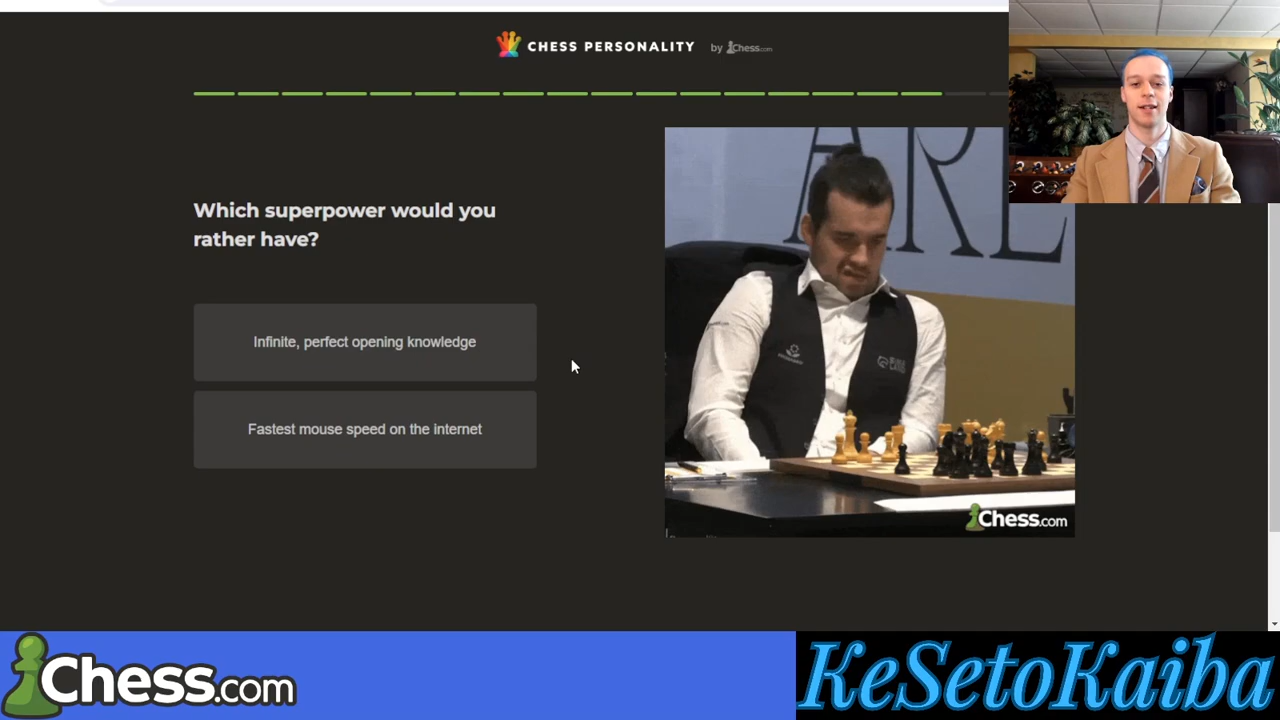 CHESS PERSONALITY by Chess.com
Which superpower would you
rather have?
Infinite, perfect opening knowledge
Fastest mouse speed on the internet
ARL
Chess.com
Chess.com
KeSetoKaiba